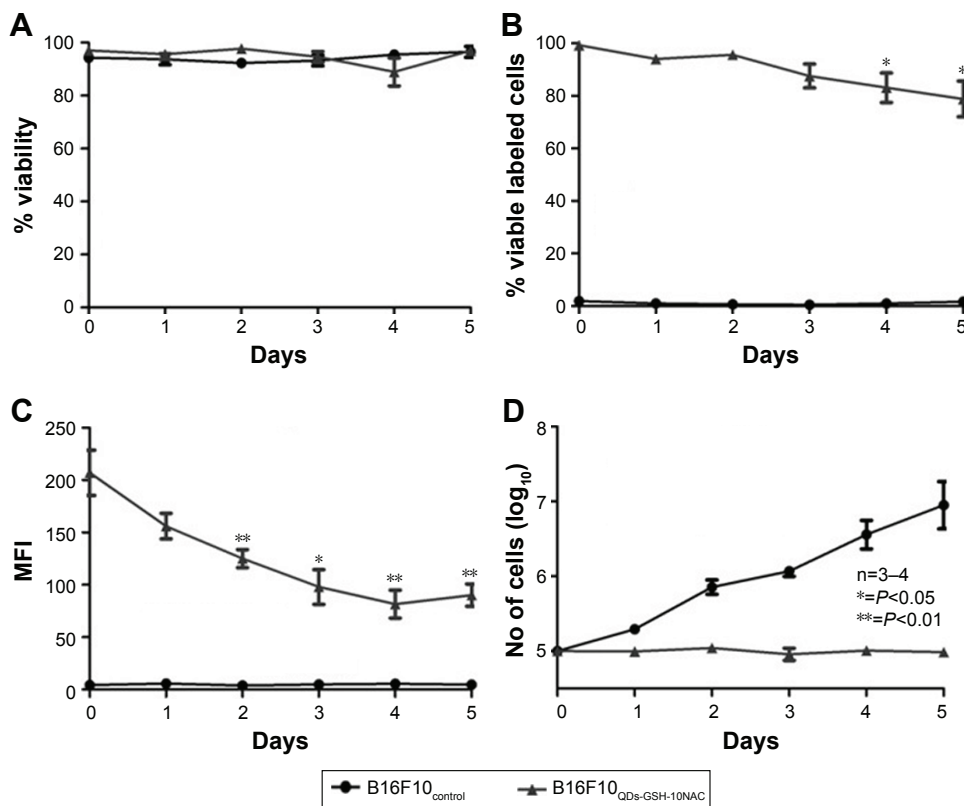 A
% viability
100
80
60
40
20
0
0 1 2 3 4 5
Days
B
% viable labeled cells
100
80
60
40
20
0
* *
0 1 2 3 4 5
Days
C
MFI
250
200
150
100
50
0
** * ** **
0 1 2 3 4 5
Days
D
No of cells (log10)
8
7
6
5
n=3–4
*=P<0.05
**=P<0.01
0 1 2 3 4 5
Days
B16F10control B16F10QDs-GSH-10NAC